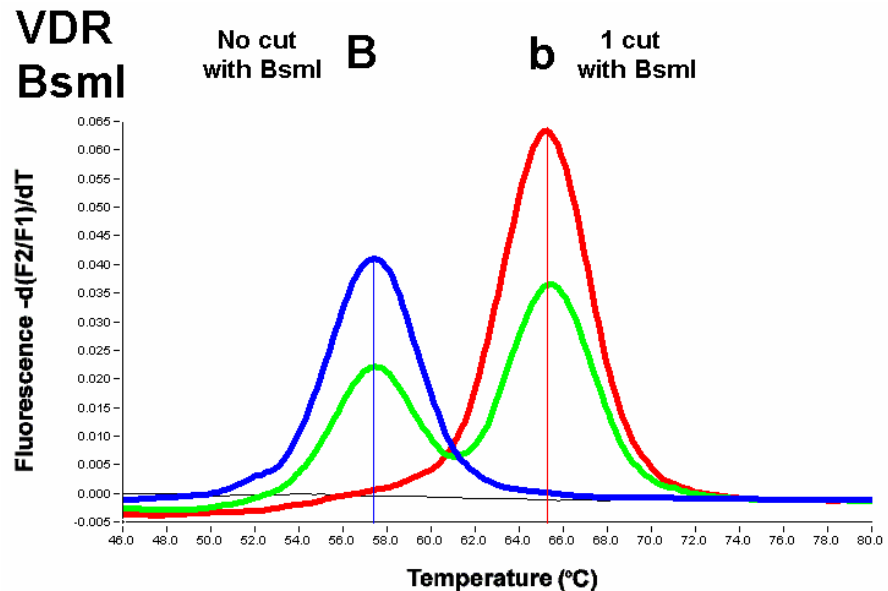 VDR
BsmI
No cut
with BsmI
B
b
1 cut
with BsmI
Fluorescence -d(F2/F1)/dT
0.065
0.060
0.055
0.050
0.045
0.040
0.035
0.030
0.025
0.020
0.015
0.010
0.005
0.000
-0.005
46.0 48.0 50.0 52.0 54.0 56.0 58.0 60.0 62.0 64.0 66.0 68.0 70.0 72.0 74.0 76.0 78.0 80.0
Temperature (ºC)